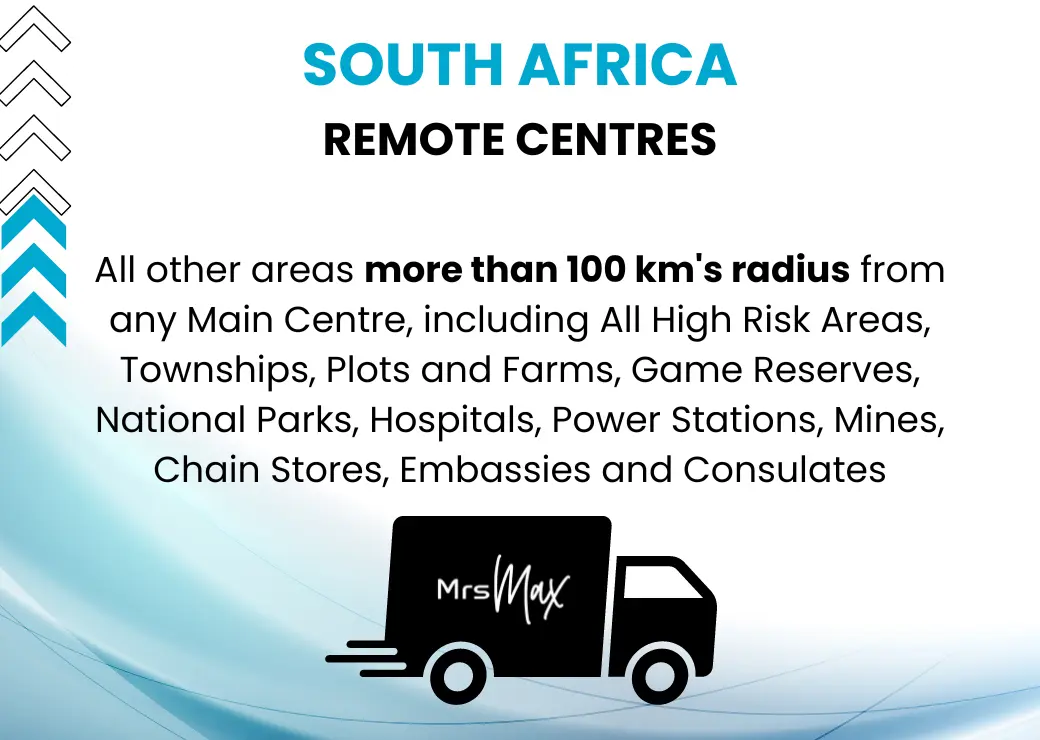 SOUTH AFRICA
REMOTE CENTRES
All other areas more than 100 km's radius from
any Main Centre, including All High Risk Areas,
Townships, Plots and Farms, Game Reserves,
National Parks, Hospitals, Power Stations, Mines,
Chain Stores, Embassies and Consulates
Mrs Max